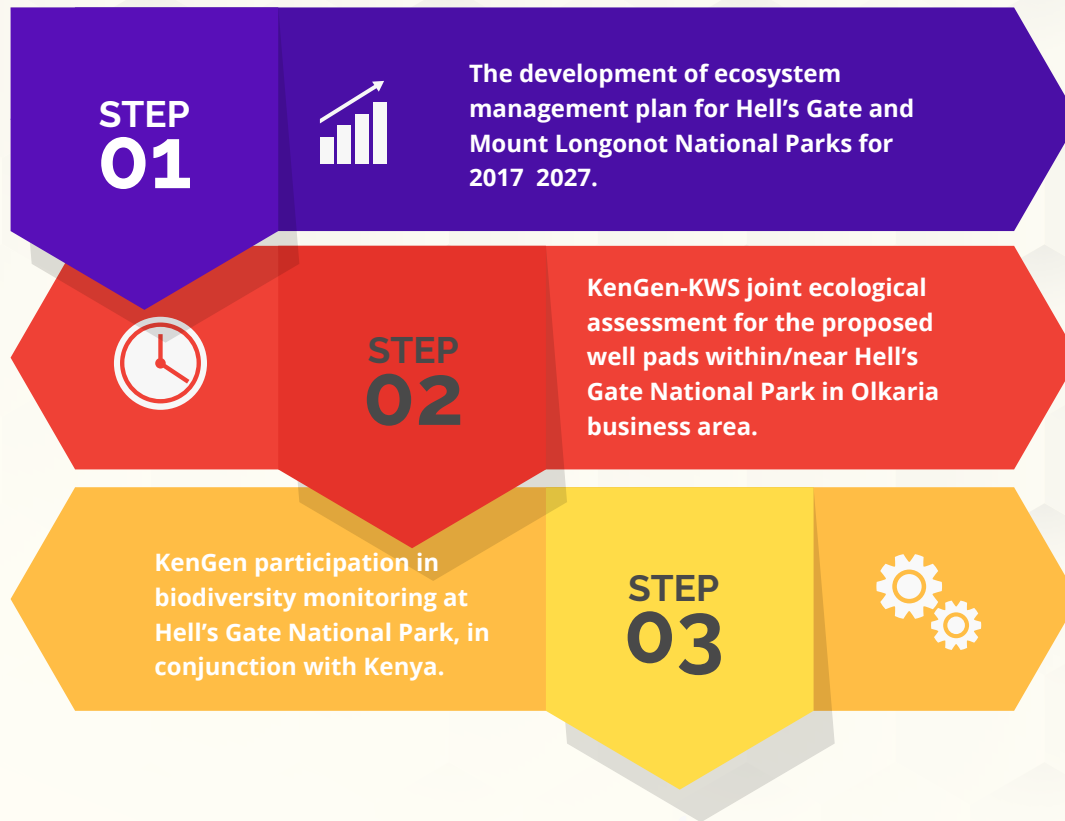 STEP
01
The development of ecosystem
management plan for Hell’s Gate and
Mount Longonot National Parks for
2017  2027.
STEP
02
KenGen-KWS joint ecological
assessment for the proposed
well pads within/near Hell’s
Gate National Park in Olkaria
business area.
KenGen participation in
biodiversity monitoring at
Hell’s Gate National Park, in
conjunction with Kenya.
STEP
03